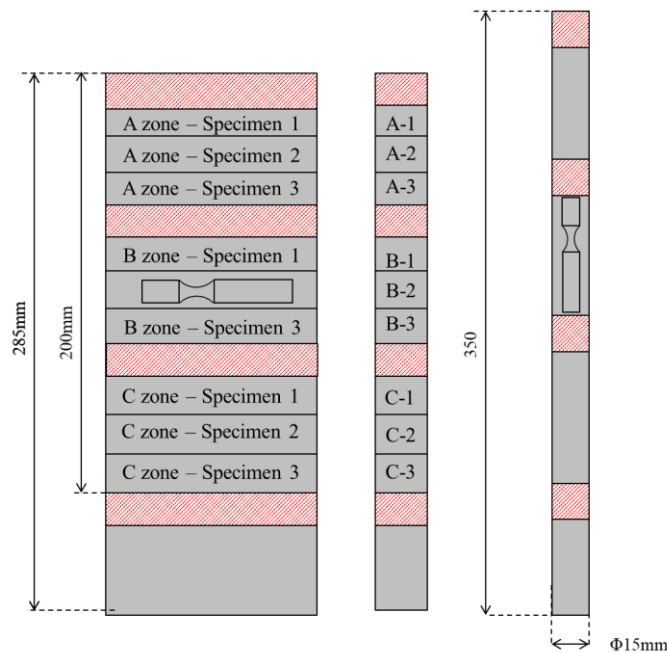 285mm
200mm
A zone – Specimen 1
A zone – Specimen 2
A zone – Specimen 3
B zone – Specimen 1
B zone – Specimen 3
C zone – Specimen 1
C zone – Specimen 2
C zone – Specimen 3
A-1
A-2
A-3
B-1
B-2
B-3
C-1
C-2
C-3
350
Φ15mm